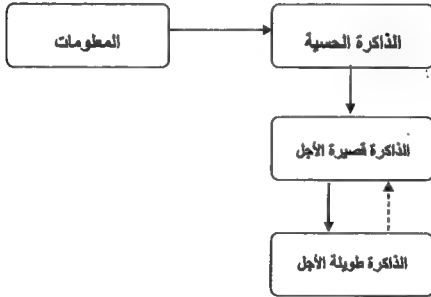 المعلومات
الذاكرة الحسية
الذاكرة قصيرة الأجل
الذاكرة طويلة الأجل